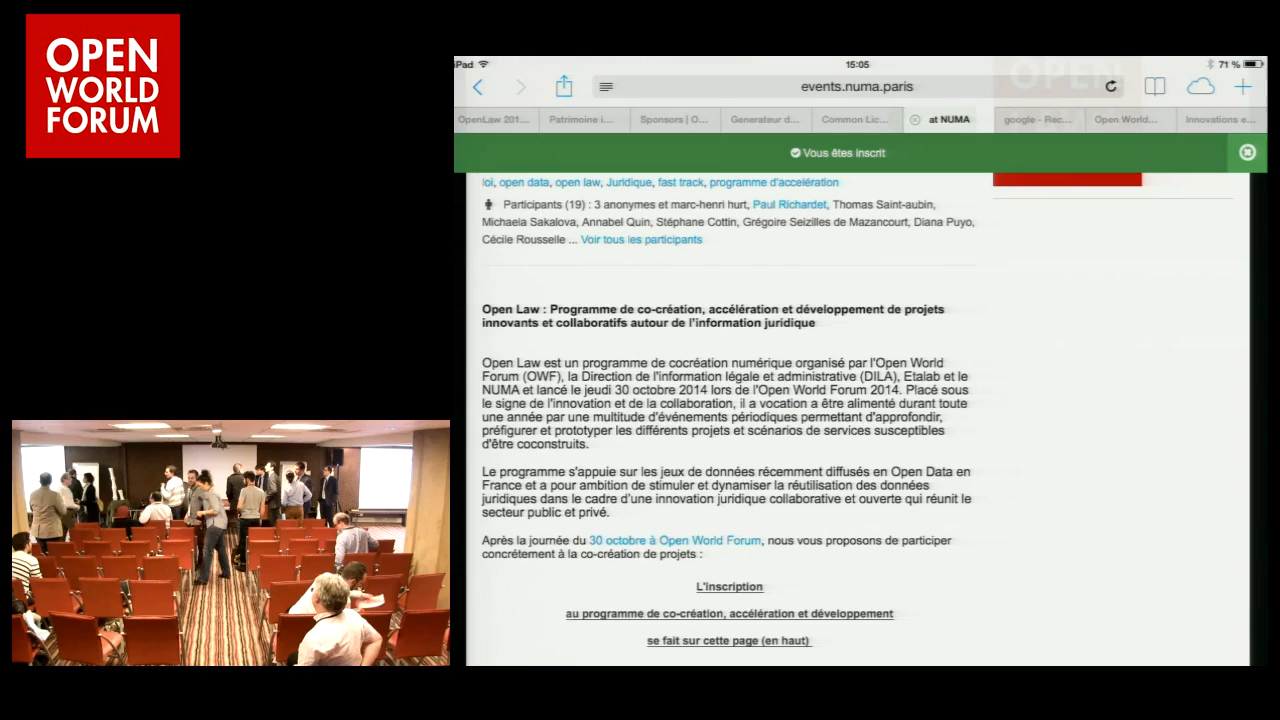 OPEN
WORLD
FORUM
iPad
15:05
71 %
events.numa.paris
OpenLaw 201...
Patrimoine i...
Sponsors | O...
Generateur d...
Common Lic...
at NUMA
google - Rec...
Open World...
Innovations e...
Vous êtes inscrit
loi, open data, open law, Juridique, fast track, programme d'accelération
Participants (19) : 3 anonymes et marc-henri hurt, Paul Richardet, Thomas Saint-aubin,
Michaela Sakalova, Annabel Quin, Stéphane Cottin, Grégoire Seizilles de Mazancourt, Diana Puyo,
Cécile Rousselle ... Voir tous les participants
Open Law : Programme de co-création, accélération et développement de projets
innovants et collaboratifs autour de l'information juridique
Open Law est un programme de cocréation numérique organisé par l'Open World
Forum (OWF), la Direction de l'information légale et administrative (DILA), Etalab et le
NUMA et lancé le jeudi 30 octobre 2014 lors de l'Open World Forum 2014. Placé sous
le signe de l'innovation et de la collaboration, il a vocation a être alimenté durant toute
une année par une multitude d'événements périodiques permettant d'approfondir,
préfigurer et prototyper les différents projets et scénarios de services susceptibles
d'être coconstruits.
Le programme s'appuie sur les jeux de données récemment diffusés en Open Data en
France et a pour ambition de stimuler et dynamiser la réutilisation des données
juridiques dans le cadre d'une innovation juridique collaborative et ouverte qui réunit le
secteur public et privé.
Après la journée du 30 octobre à Open World Forum, nous vous proposons de participer
concrétement à la co-création de projets :
L'inscription
au programme de co-création, accélération et développement
se fait sur cette page (en haut)